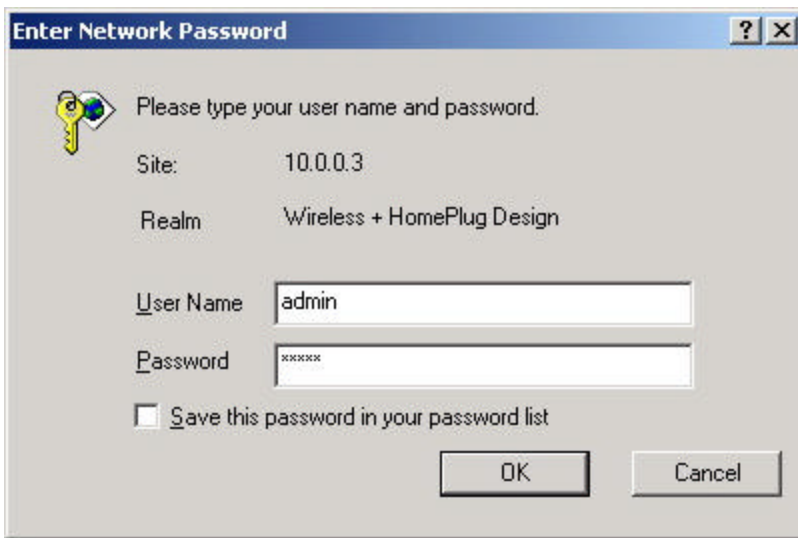 Enter Network Password
Please type your user name and password.
Site: 10.0.0.3
Realm Wireless + HomePlug Design
User Name admin
Password xxxxx
Save this password in your password list
OK Cancel